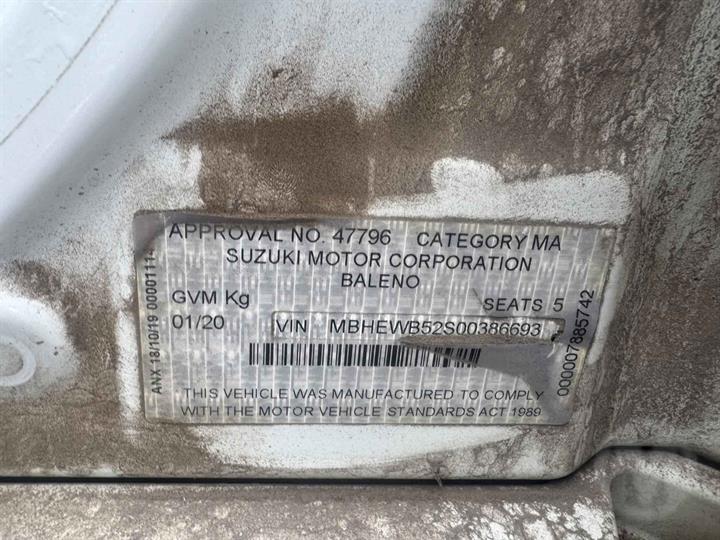 APPROVAL NO. 47796 CATEGORY MA
SUZUKI MOTOR CORPORATION
BALENO
GVM Kg SEATS 5
01/20 VIN MBHEWB52S00386693
THIS VEHICLE WAS MANUFACTURED TO COMPLY
WITH THE MOTOR VEHICLE STANDARDS ACT 1989
ANX 18/10/19 0000111-
000007885742